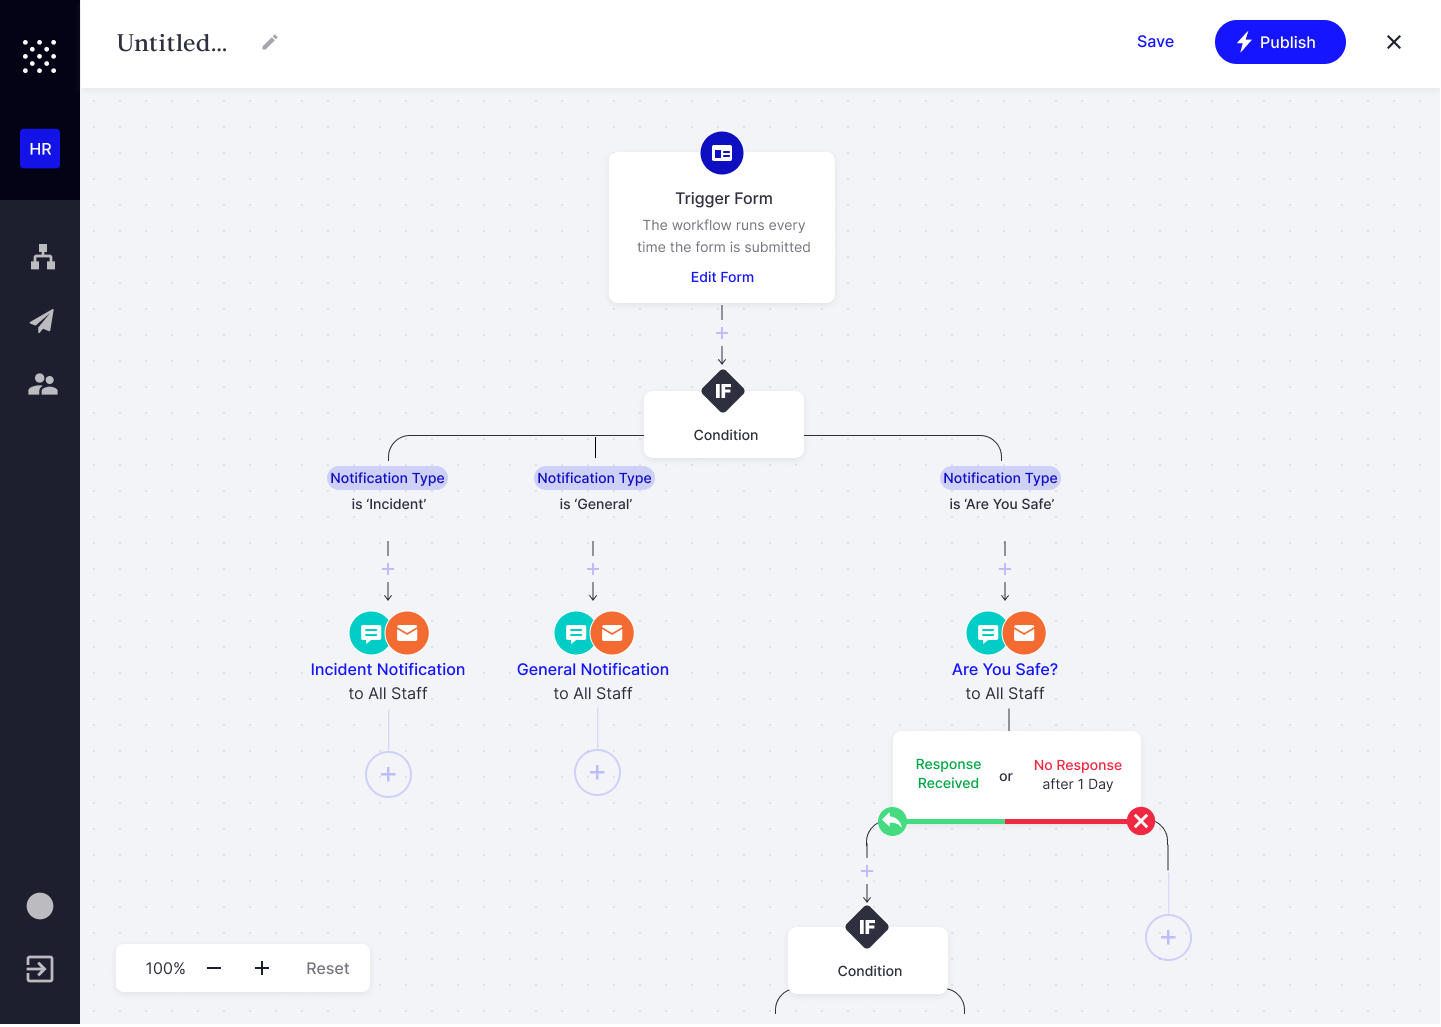 Untitled...
Save
Publish
HR
Trigger Form
The workflow runs every
time the form is submitted
Edit Form
IF
Condition
Notification Type
is ‘Incident’
Notification Type
is ‘General’
Notification Type
is ‘Are You Safe’
Incident Notification
to All Staff
General Notification
to All Staff
Are You Safe?
to All Staff
Response
Received
or
No Response
after 1 Day
IF
Condition
100%
Reset